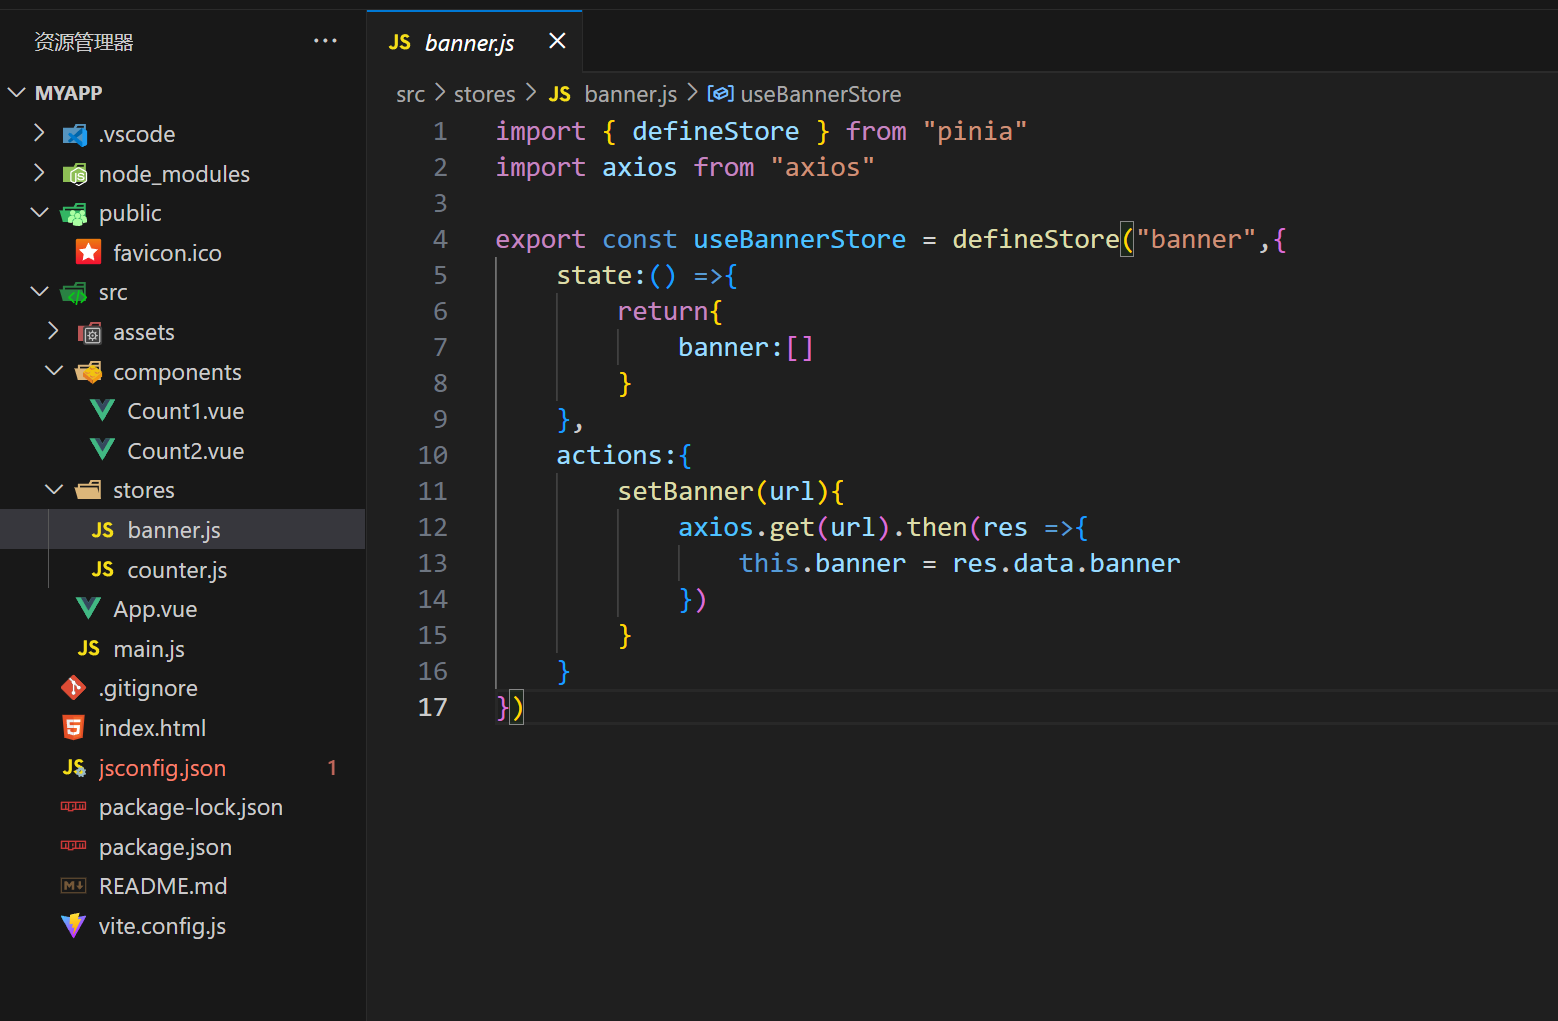 资源管理器 ···
MYAPP
.vscode
node_modules
public
favicon.ico
src
assets
components
Count1.vue
Count2.vue
stores
JS banner.js
JS counter.js
App.vue
JS main.js
.gitignore
index.html
JS jsconfig.json 1
package-lock.json
package.json
README.md
vite.config.js
JS banner.js
src > stores > JS banner.js > useBannerStore
1 import { defineStore } from "pinia"
2 import axios from "axios"
3
4 export const useBannerStore = defineStore("banner",{
5     state:() =>{
6         return{
7             banner:[]
8         }
9     },
10     actions:{
11         setBanner(url){
12             axios.get(url).then(res =>{
13                 this.banner = res.data.banner
14             })
15         }
16     }
17 })